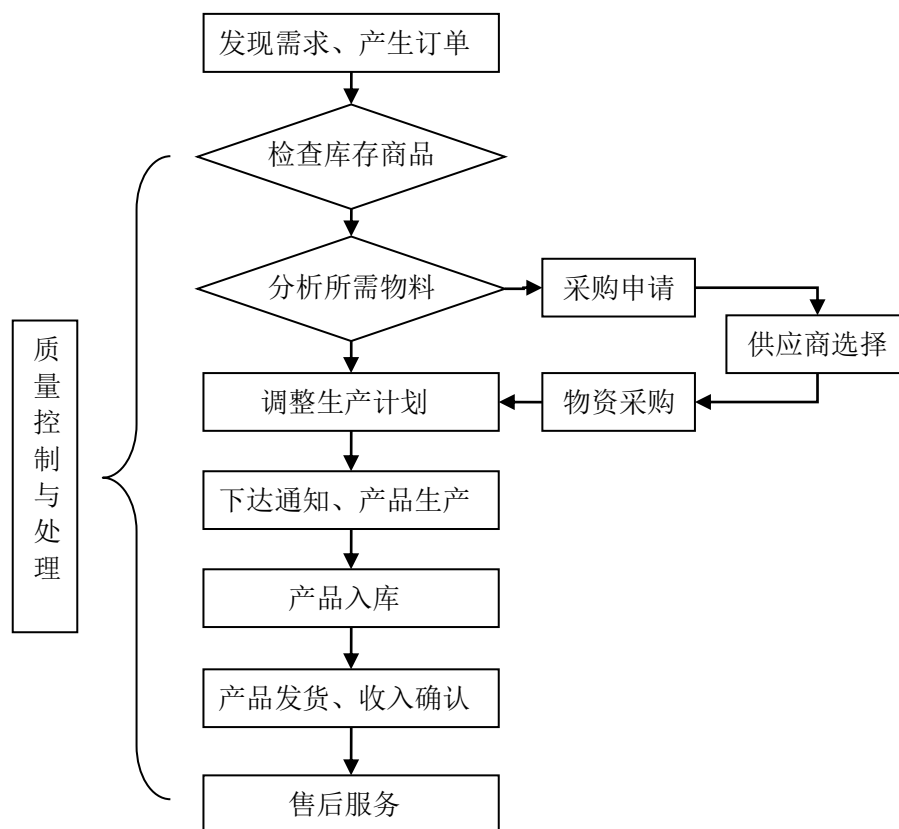 发现需求、产生订单
检查库存商品
分析所需物料
采购申请
供应商选择
调整生产计划
物资采购
下达通知、产品生产
产品入库
产品发货、收入确认
售后服务
质量控制与处理